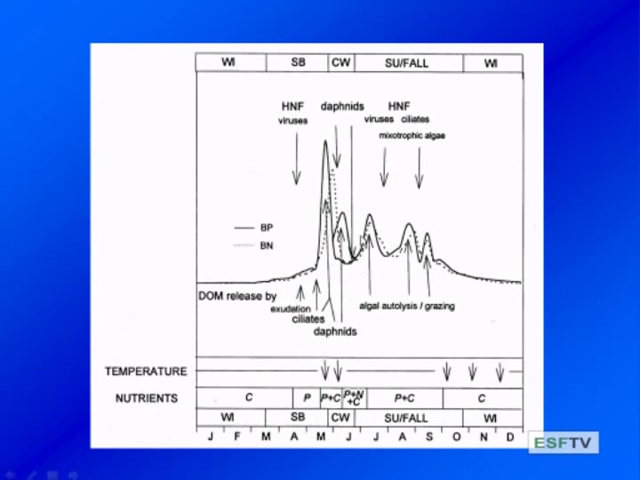 WI SB CW SU/FALL WI
HNF daphnids HNF
viruses viruses ciliates
mixotrophic algae
BP
BN
DOM release by
exudation algal autolysis / grazing
ciliates
daphnids
TEMPERATURE
NUTRIENTS C P P+C P+N+C P+C C
WI SB CW SU/FALL WI
J F M A M J J A S O N D
ESFTV